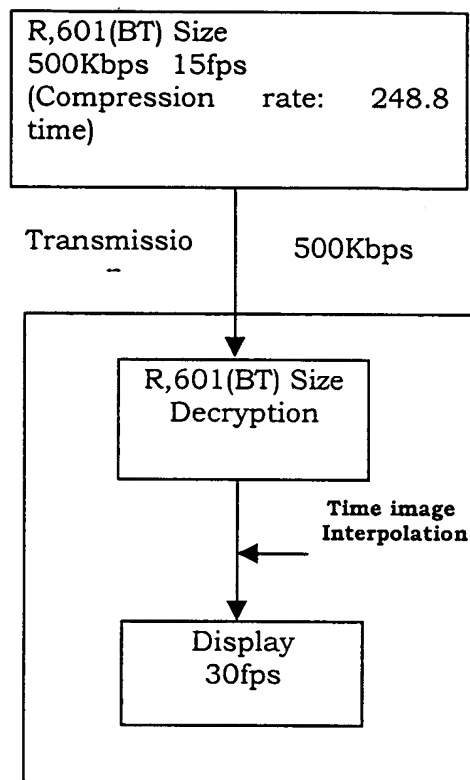 R,601(BT) Size
500Kbps 15fps
(Compression rate: 248.8
time)
Transmissio
500Kbps
R,601(BT) Size
Decryption
Time image
Interpolation
Display
30fps